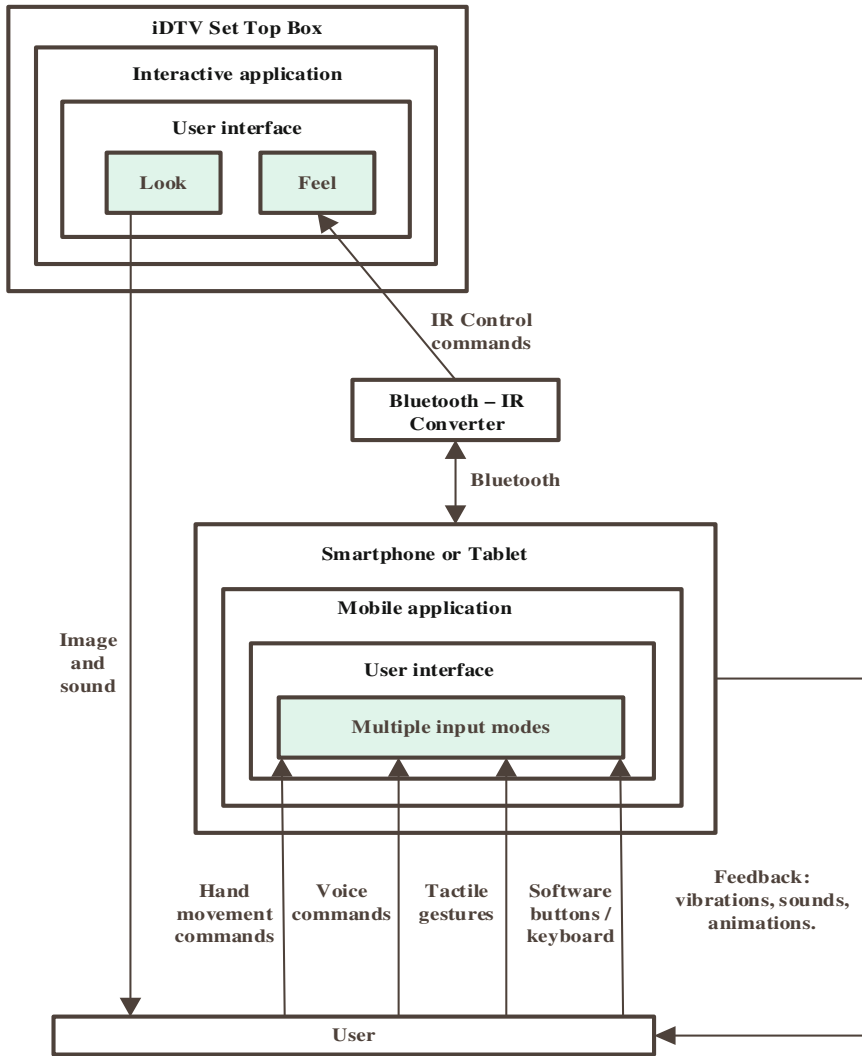 iDTV Set Top Box
Interactive application
User interface
Look
Feel
IR Control
commands
Bluetooth – IR
Converter
Bluetooth
Smartphone or Tablet
Mobile application
User interface
Multiple input modes
Image
and
sound
Hand
movement
commands
Voice
commands
Tactile
gestures
Software
buttons /
keyboard
Feedback:
vibrations, sounds,
animations.
User